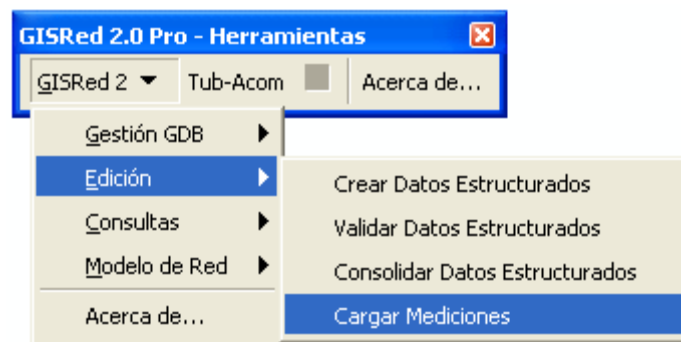 GISRed 2.0 Pro - Herramientas
GISRed 2 Tub-Acom Acerca de...
Gestión GDB
Edición
Consultas
Modelo de Red
Acerca de...
Crear Datos Estructurados
Validar Datos Estructurados
Consolidar Datos Estructurados
Cargar Mediciones